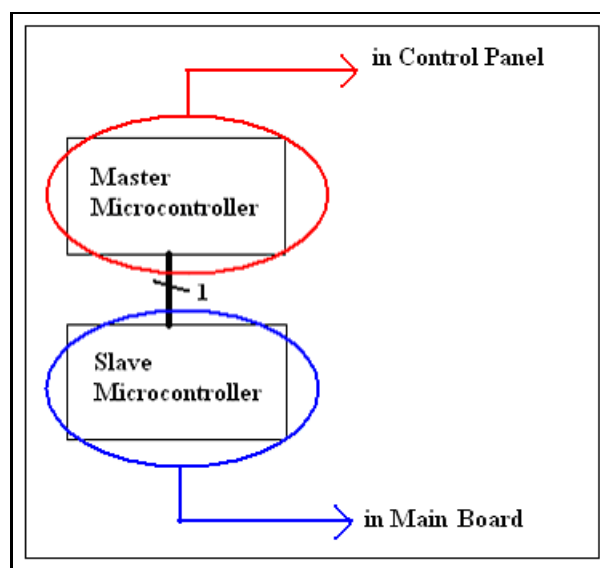 in Control Panel
Master
Microcontroller
1
Slave
Microcontroller
in Main Board